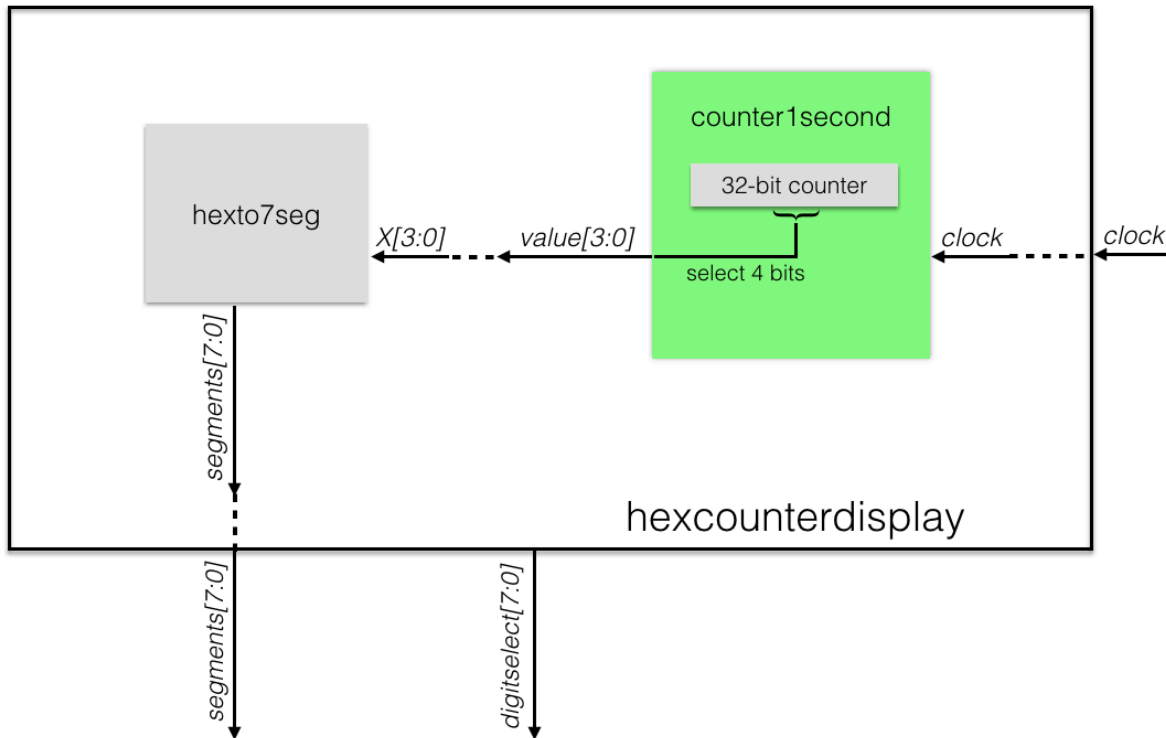 counter1second
32-bit counter
hexto7seg
X[3:0]
value[3:0]
clock
clock
select 4 bits
segments[7:0]
hexcounterdisplay
segments[7:0]
digitselect[7:0]